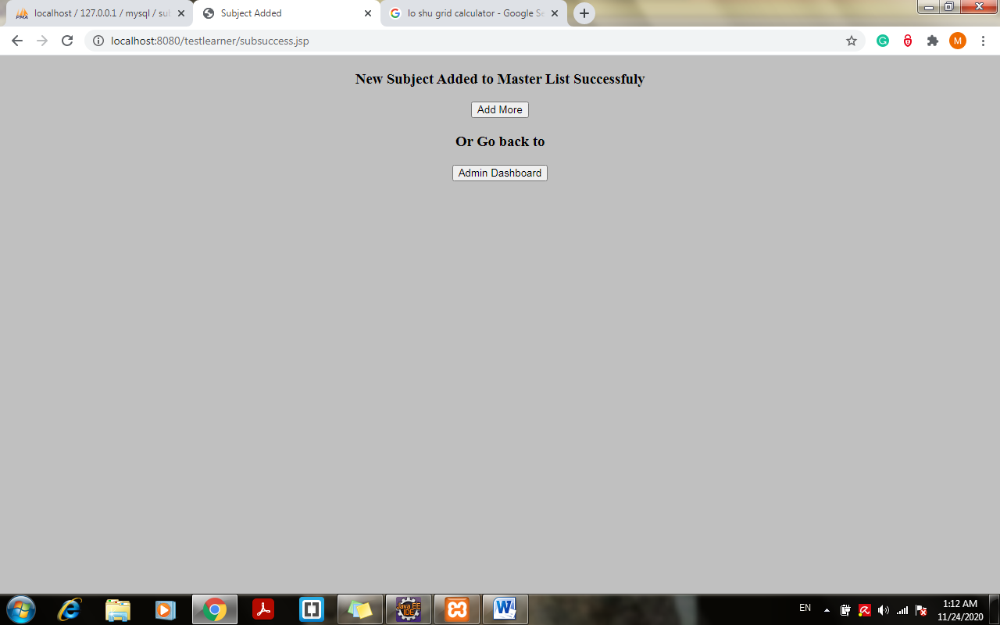 localhost / 127.0.0.1 / mysql / sub
Subject Added
lo shu grid calculator - Google Se
localhost:8080/testlearner/subsuccess.jsp
M
New Subject Added to Master List Successfuly
Add More
Or Go back to
Admin Dashboard
Java EE
IDE
EN
1:12 AM
11/24/2020